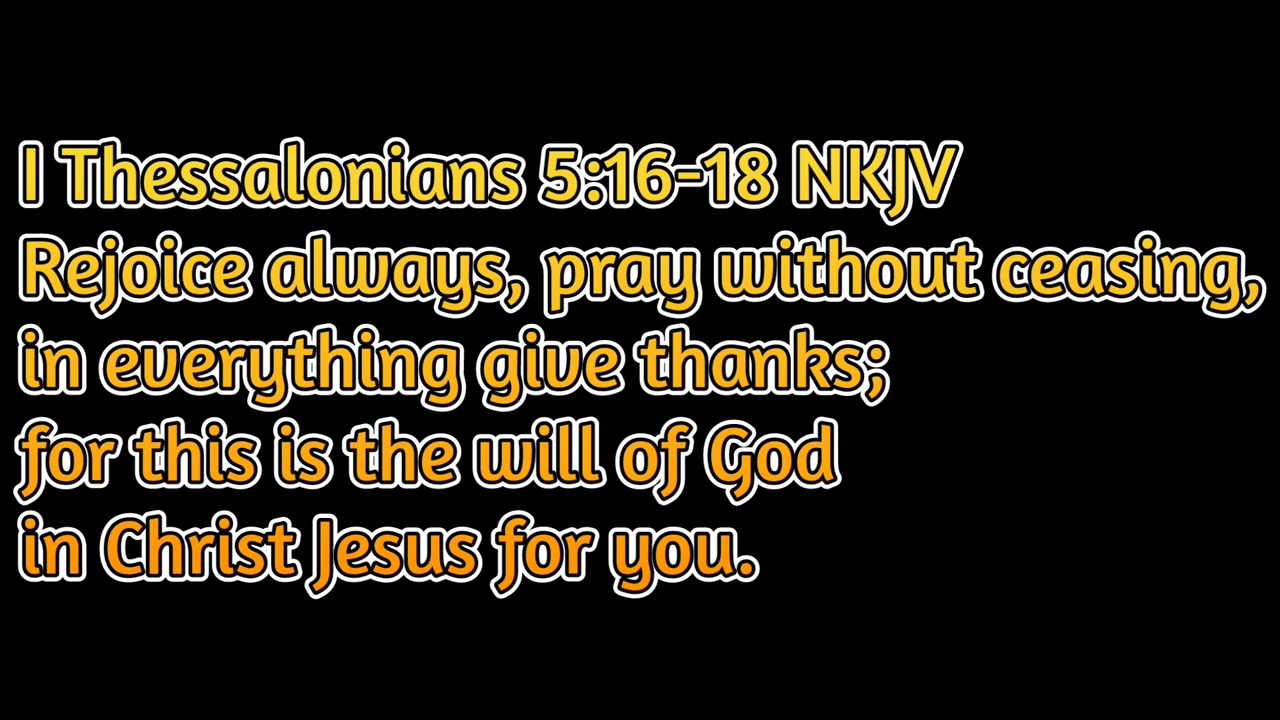 I Thessalonians 5:16-18 NKJV
Rejoice always, pray without ceasing,
in everything give thanks;
for this is the will of God
in Christ Jesus for you.